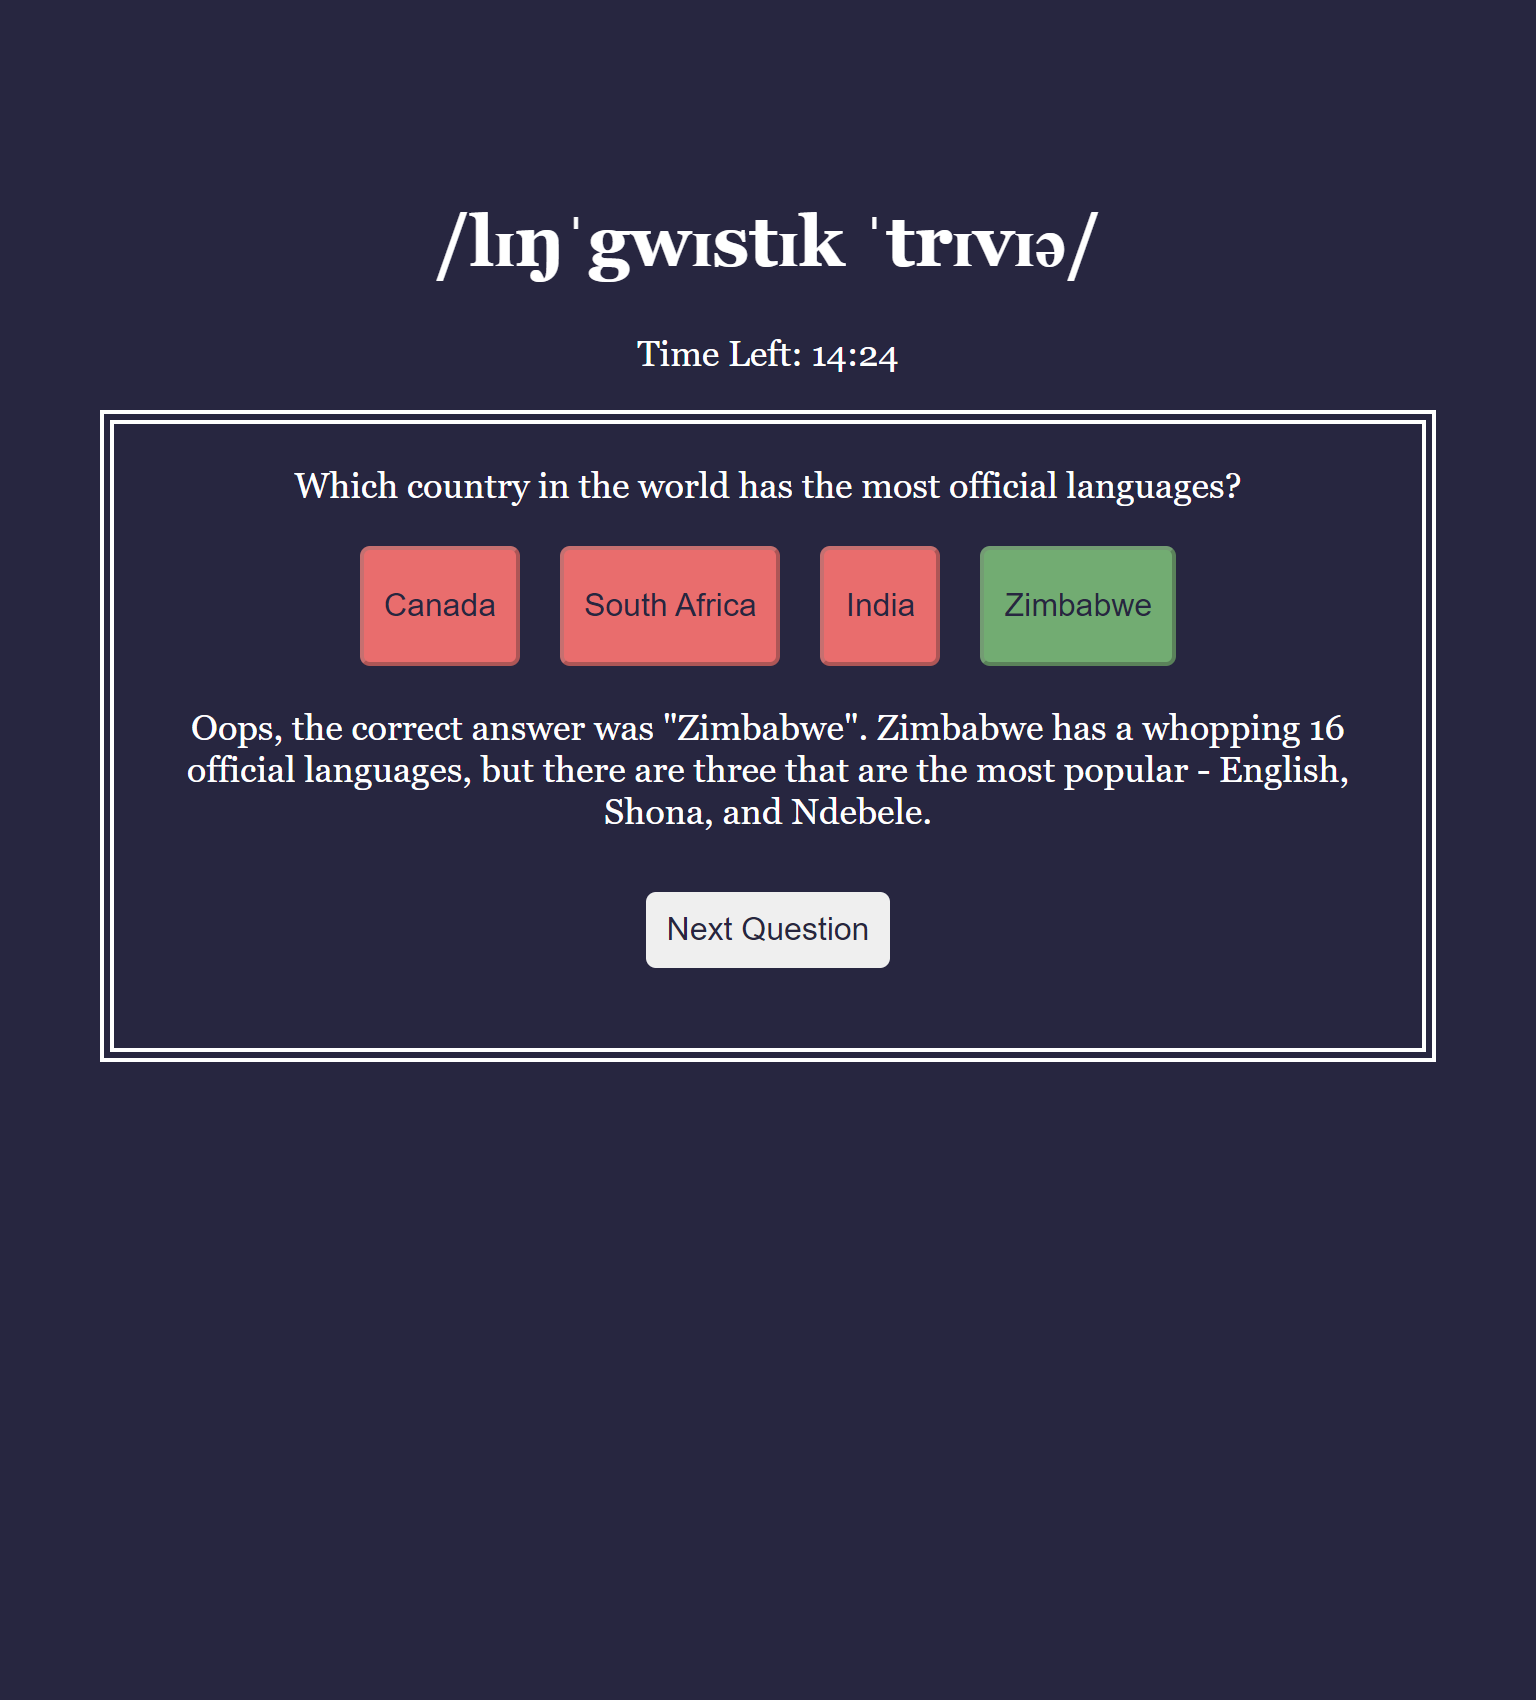 /lɪŋˈgwɪstɪk ˈtrɪvɪə/
Time Left: 14:24
Which country in the world has the most official languages?
Canada
South Africa
India
Zimbabwe
Oops, the correct answer was "Zimbabwe". Zimbabwe has a whopping 16
official languages, but there are three that are the most popular - English,
Shona, and Ndebele.
Next Question